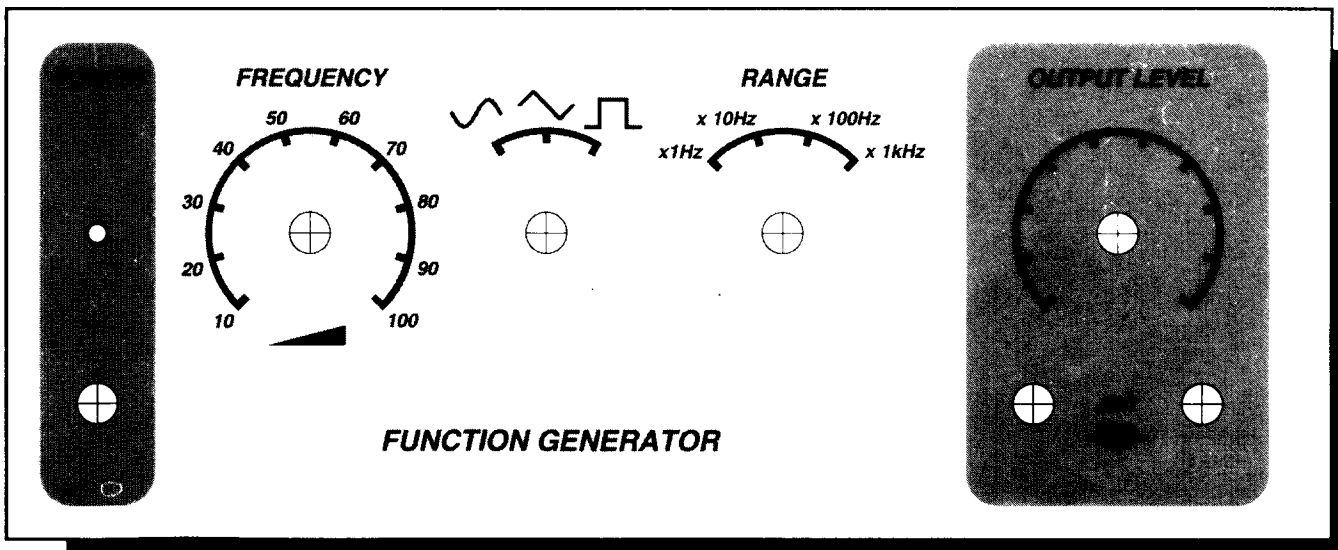 FREQUENCY
50
60
40
70
30
80
20
90
10
100
RANGE
x 10Hz
x 100Hz
x1Hz
x 1kHz
OUTPUT LEVEL
FUNCTION GENERATOR